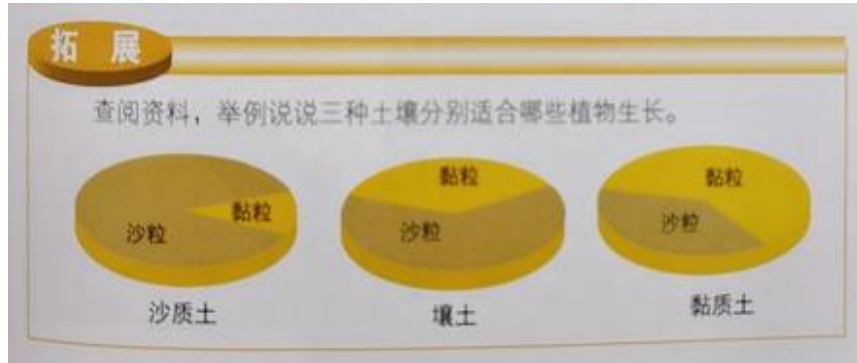 拓 展
查阅资料，举例说说三种土壤分别适合哪些植物生长。
沙粒
黏粒
黏粒
沙粒
黏粒
沙粒
沙质土
壤土
黏质土